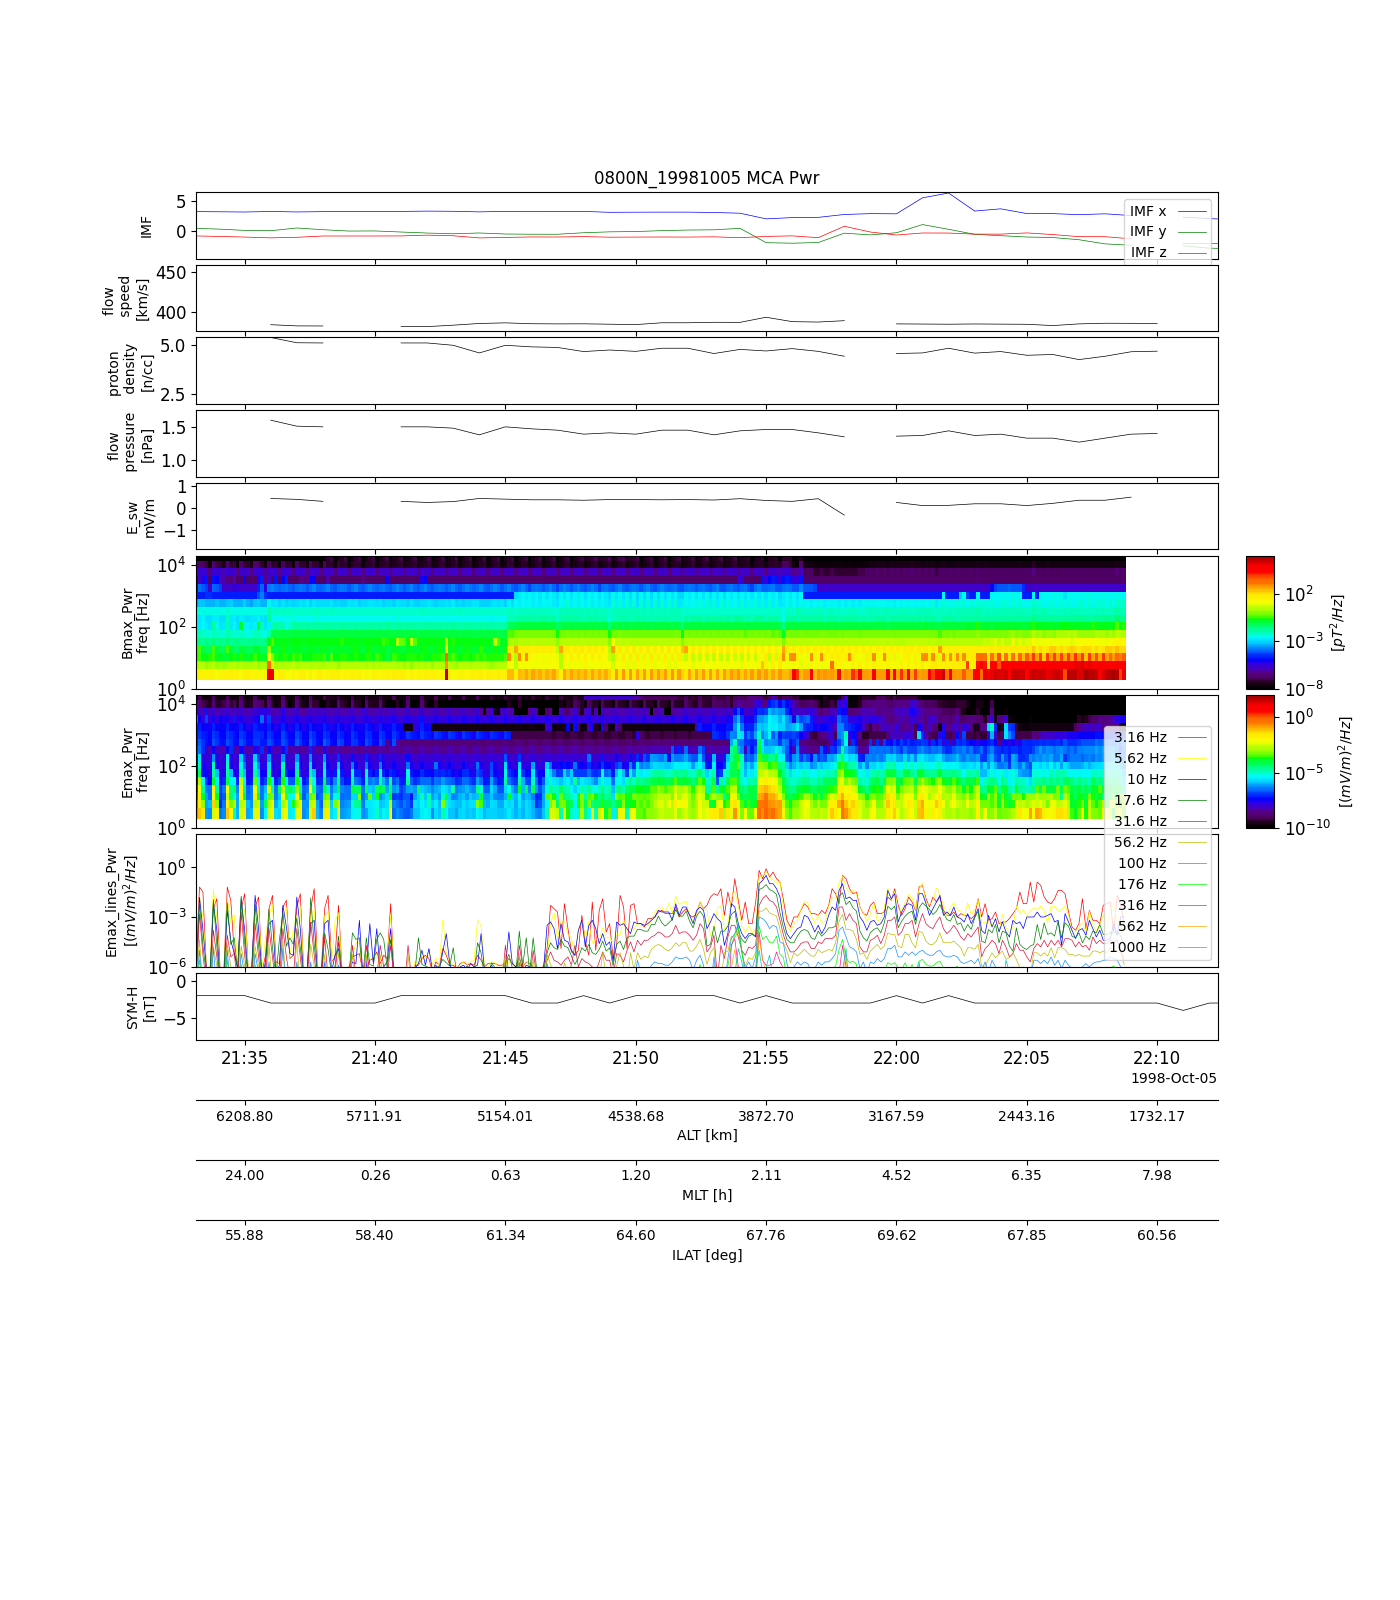 0800N_19981005 MCA Pwr
IMF
5
0
IMF x
IMF y
IMF z
flow
speed
[km/s]
450
400
proton
density
[n/cc]
5.0
2.5
flow
pressure
[nPa]
1.5
1.0
E_sw
mV/m
1
0
−1
Bmax_Pwr
freq [Hz]
10^4
10^2
10^0
10^2
10^−3
10^−8
[pT^2/Hz]
Emax_Pwr
freq [Hz]
10^4
10^2
10^0
10^0
10^−5
10^−10
[(mV/m)^2/Hz]
3.16 Hz
5.62 Hz
10 Hz
17.6 Hz
31.6 Hz
56.2 Hz
100 Hz
176 Hz
316 Hz
562 Hz
1000 Hz
Emax_lines_Pwr
[(mV/m)^2/Hz]
10^0
10^−3
10^−6
SYM-H
[nT]
0
−5
21:35 21:40 21:45 21:50 21:55 22:00 22:05 22:10
1998-Oct-05
6208.80 5711.91 5154.01 4538.68 3872.70 3167.59 2443.16 1732.17
ALT [km]
24.00 0.26 0.63 1.20 2.11 4.52 6.35 7.98
MLT [h]
55.88 58.40 61.34 64.60 67.76 69.62 67.85 60.56
ILAT [deg]